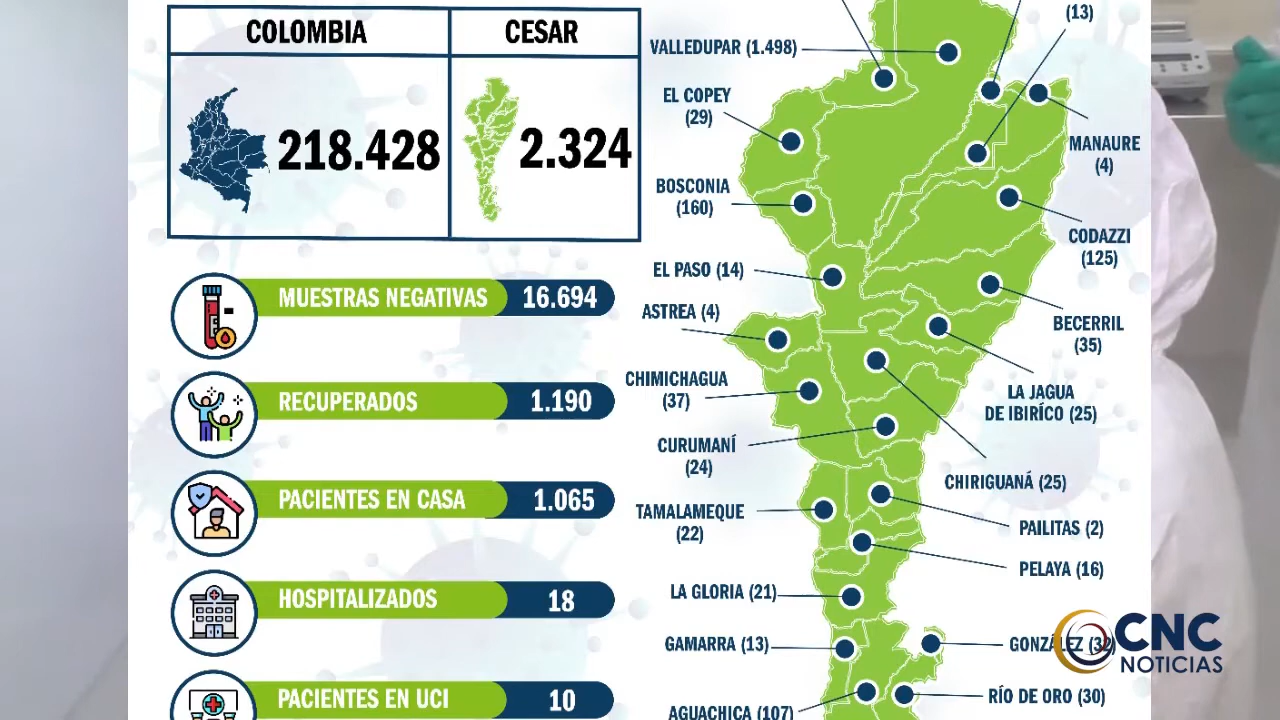 COLOMBIA
CESAR
218.428
2.324
MUESTRAS NEGATIVAS 16.694
RECUPERADOS 1.190
PACIENTES EN CASA 1.065
HOSPITALIZADOS 18
PACIENTES EN UCI 10
(13)
VALLEDUPAR (1.498)
EL COPEY
(29)
MANAURE
(4)
BOSCONIA
(160)
CODAZZI
(125)
EL PASO (14)
ASTREA (4)
BECERRIL
(35)
CHIMICHAGUA
(37)
LA JAGUA
DE IBIRÍCO (25)
CURUMANÍ
(24)
CHIRIGUANÁ (25)
TAMALAMEQUE
(22)
PAILITAS (2)
PELAYA (16)
LA GLORIA (21)
GAMARRA (13)
GONZÁLEZ
RÍO DE ORO (30)
AGUACHICA (107)
CNC
NOTICIAS